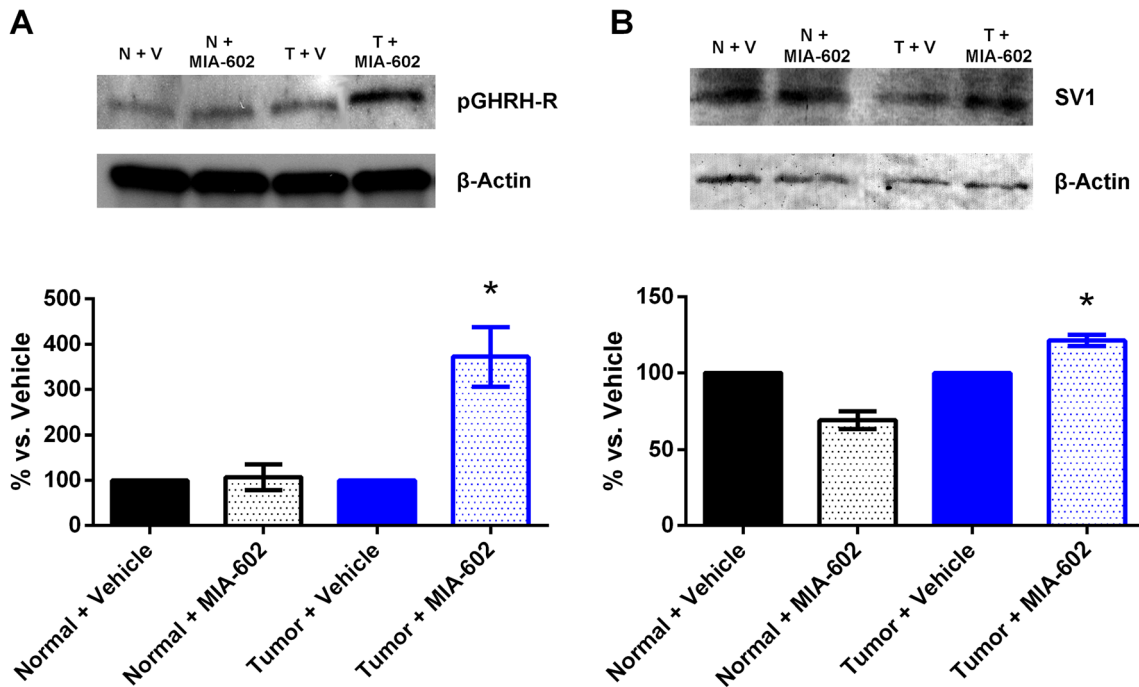 A
N + V
N +
MIA-602
T + V
T +
MIA-602
pGHRH-R
β-Actin
% vs. Vehicle
500
400
300
200
100
0
*
Normal + Vehicle
Normal + MIA-602
Tumor + Vehicle
Tumor + MIA-602
B
N + V
N +
MIA-602
T + V
T +
MIA-602
SV1
β-Actin
% vs. Vehicle
150
100
50
0
*
Normal + Vehicle
Normal + MIA-602
Tumor + Vehicle
Tumor + MIA-602